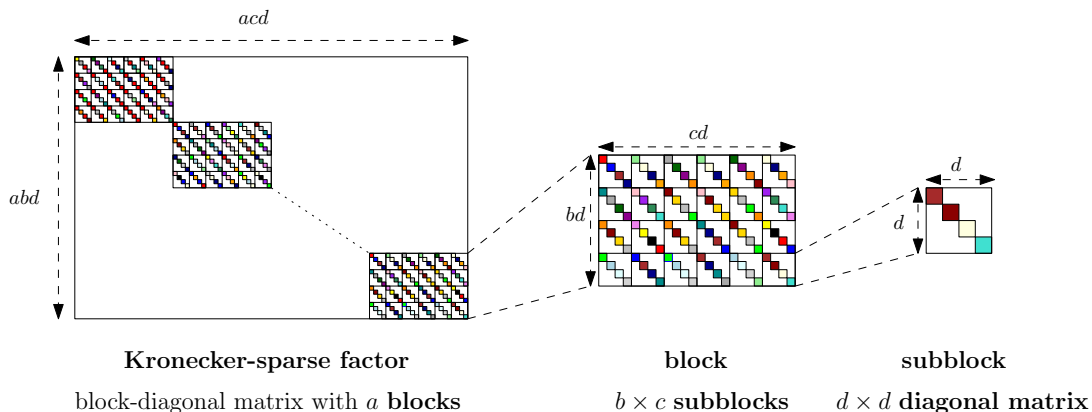 acd
abd
cd
bd
d
d
Kronecker-sparse factor
block-diagonal matrix with a blocks
block
b × c subblocks
subblock
d × d diagonal matrix